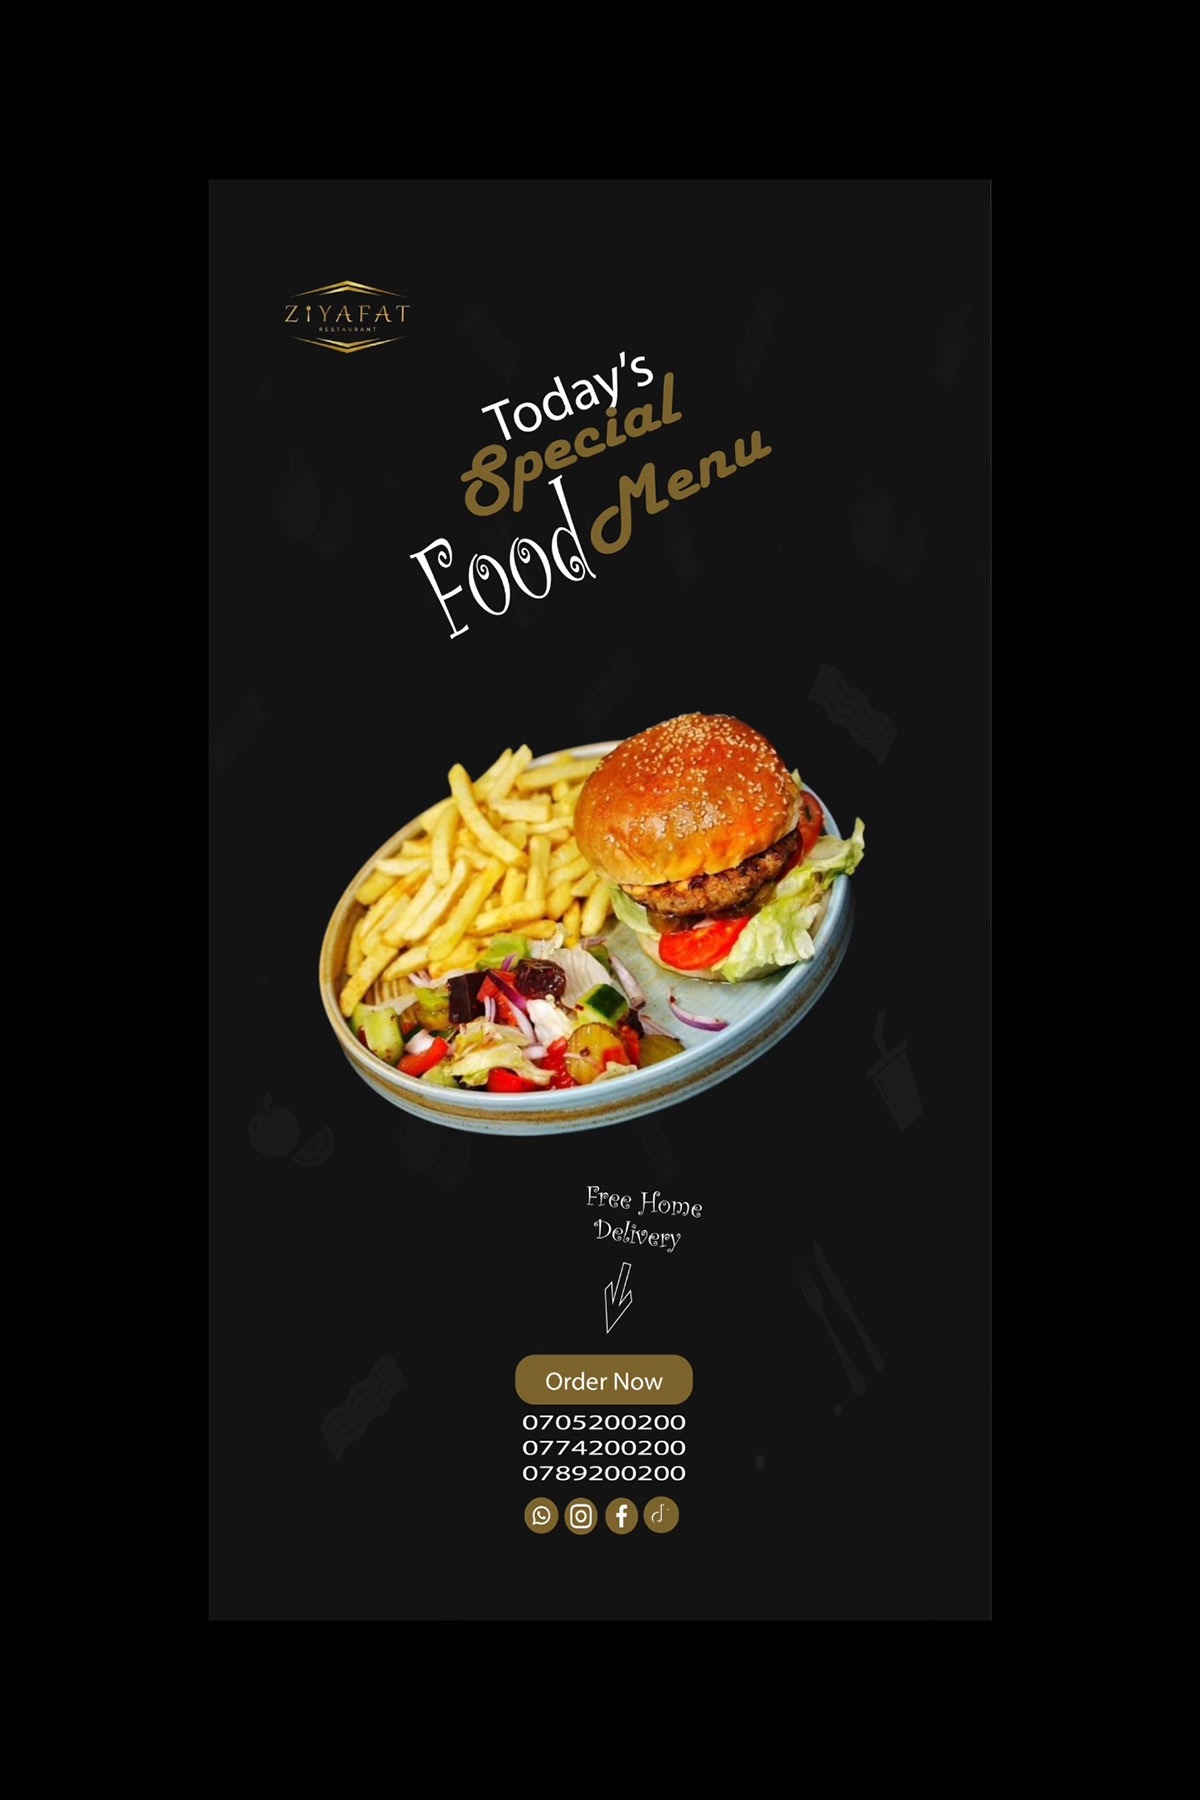 ZIYAFAT
RESTAURANT
Today's
Special
Food Menu
Free Home
Delivery
Order Now
0705200200
0774200200
0789200200